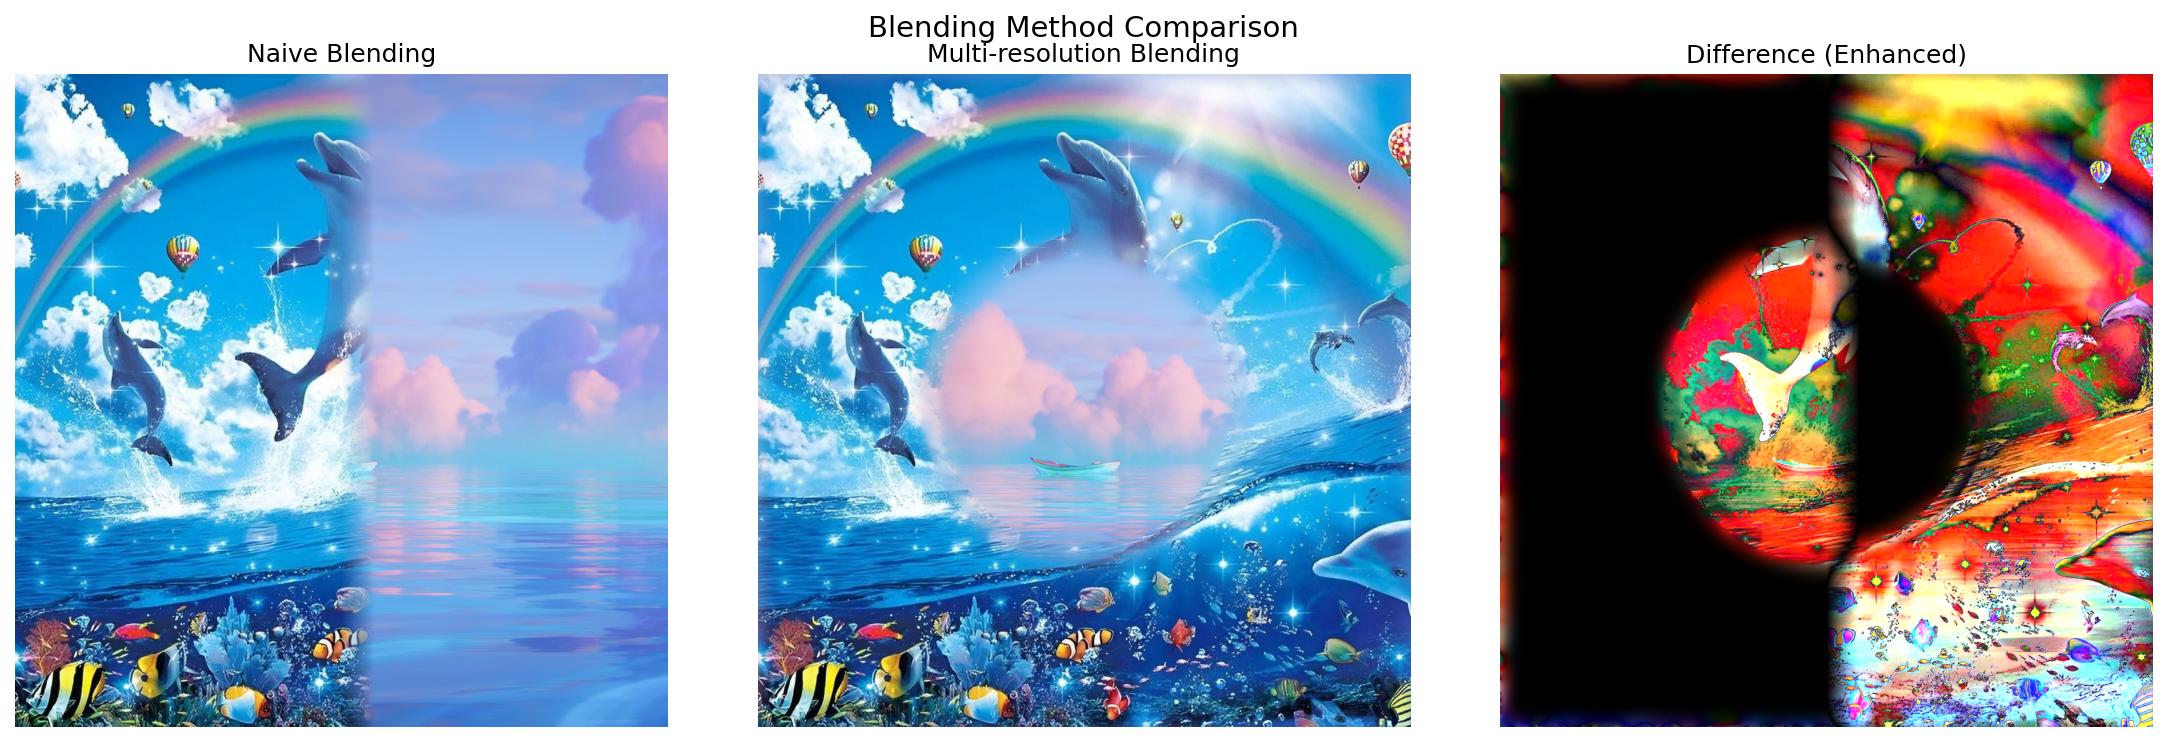 Blending Method Comparison
Naive Blending
Multi-resolution Blending
Difference (Enhanced)